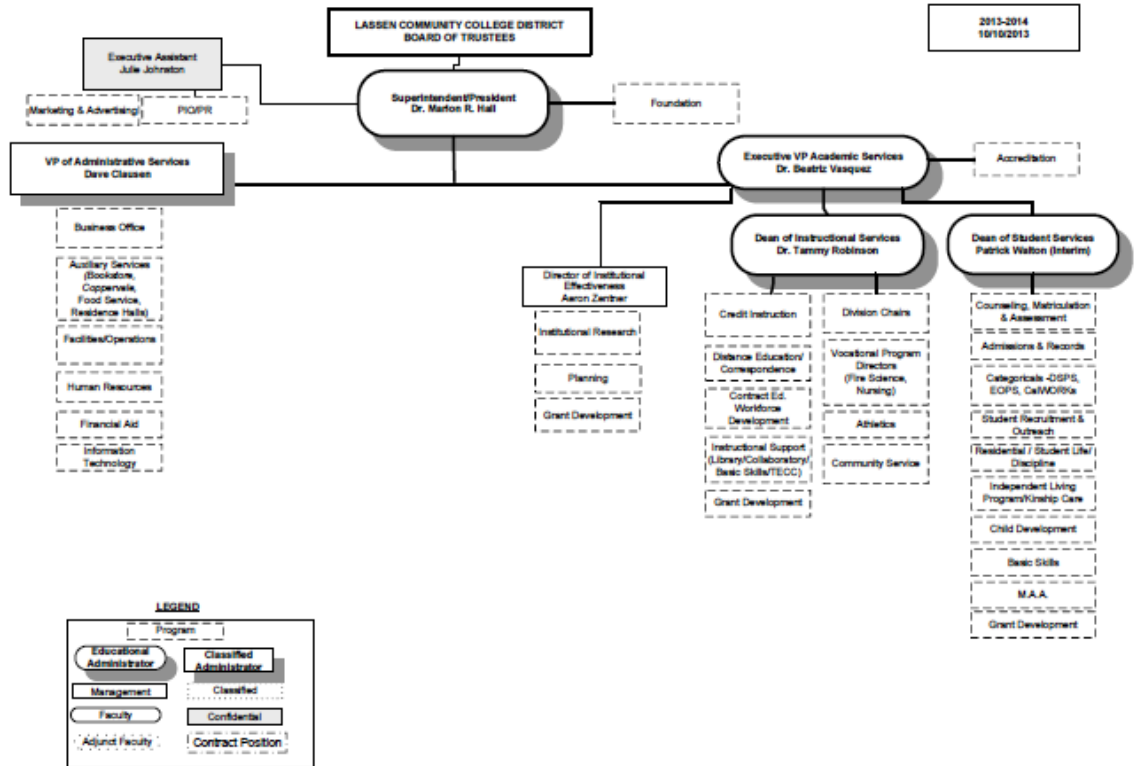 LASSEN COMMUNITY COLLEGE DISTRICT
BOARD OF TRUSTEES
2013-2014
10/10/2013
Executive Assistant
Julie Johnston
Marketing & Advertising
PIO/PR
Superintendent/President
Dr. Marlon R. Hall
Foundation
VP of Administrative Services
Dave Clausen
Executive VP Academic Services
Dr. Beatriz Vasquez
Accreditation
Business Office
Auxiliary Services
(Bookstore,
Coppervale,
Food Service,
Residence Halls)
Facilities/Operations
Human Resources
Financial Aid
Information
Technology
Director of Institutional
Effectiveness
Aeron Zentner
Institutional Research
Planning
Grant Development
Dean of Instructional Services
Dr. Tammy Robinson
Credit Instruction
Distance Education/
Correspondence
Contract Ed.
Workforce
Development
Instructional Support
(Library/Collaboratory/
Basic Skills/TECC)
Grant Development
Division Chairs
Vocational Program
Directors
(Fire Science,
Nursing)
Athletics
Community Service
Dean of Student Services
Patrick Walton (Interim)
Counseling, Matriculation
& Assessment
Admissions & Records
Categoricals -DSPS,
EOPS, CalWORKs
Student Recruitment &
Outreach
Residential / Student Life/
Discipline
Independent Living
Program/Kinship Care
Child Development
Basic Skills
M.A.A.
Grant Development
LEGEND
Program
Educational
Administrator
Classified
Administrator
Management
Classified
Faculty
Confidential
Adjunct Faculty
Contract Position